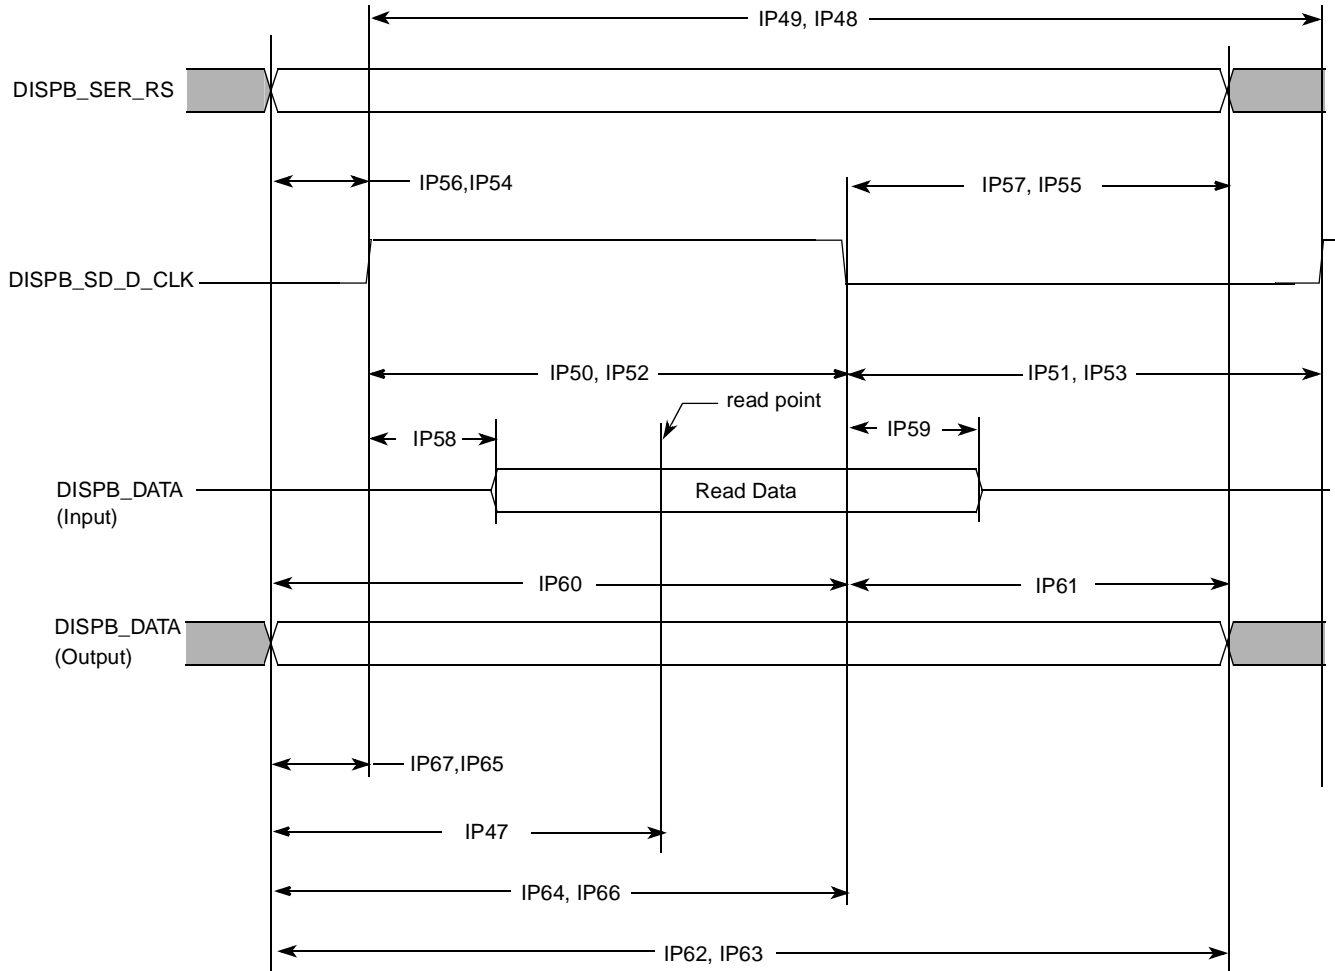 IP49, IP48
DISPB_SER_RS
IP56,IP54
IP57, IP55
DISPB_SD_D_CLK
IP50, IP52
IP51, IP53
read point
IP58
IP59
DISPB_DATA
(Input)
Read Data
IP60
IP61
DISPB_DATA
(Output)
IP67,IP65
IP47
IP64, IP66
IP62, IP63